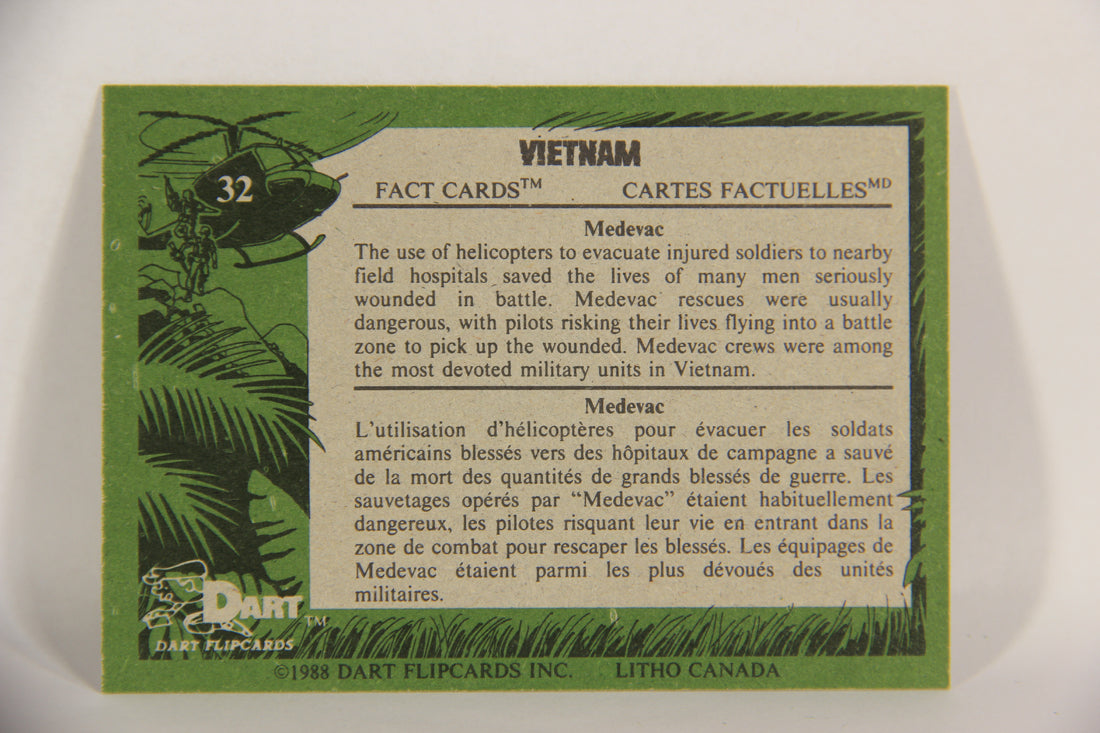 32
VIETNAM
FACT CARDS™ CARTES FACTUELLESᴹᴰ
Medevac
The use of helicopters to evacuate injured soldiers to nearby
field hospitals saved the lives of many men seriously
wounded in battle. Medevac rescues were usually
dangerous, with pilots risking their lives flying into a battle
zone to pick up the wounded. Medevac crews were among
the most devoted military units in Vietnam.
Medevac
L'utilisation d'hélicoptères pour évacuer les soldats
américains blessés vers des hôpitaux de campagne a sauvé
de la mort des quantités de grands blessés de guerre. Les
sauvetages opérés par "Medevac" étaient habituellement
dangereux, les pilotes risquant leur vie en entrant dans la
zone de combat pour rescaper les blessés. Les équipages de
Medevac étaient parmi les plus dévoués des unités
militaires.
DART™
DART FLIPCARDS
©1988 DART FLIPCARDS INC. LITHO CANADA